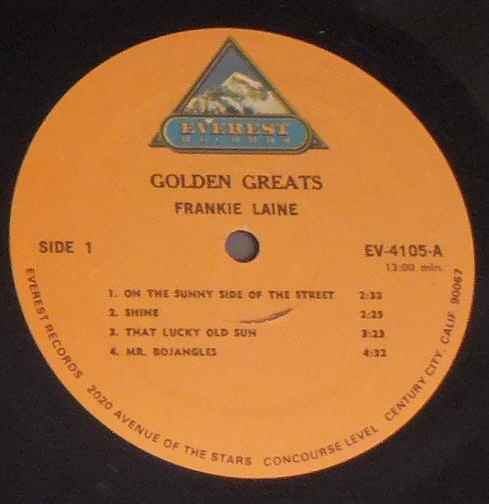 EVEREST
RECORDS
GOLDEN GREATS
FRANKIE LAINE
SIDE 1
EV-4105-A
13:00 min.
1. ON THE SUNNY SIDE OF THE STREET 2:33
2. SHINE 2:25
3. THAT LUCKY OLD SUN 3:23
4. MR. BOJANGLES 4:32
EVEREST RECORDS 2020 AVENUE OF THE STARS CONCOURSE LEVEL CENTURY CITY, CALIF 90067